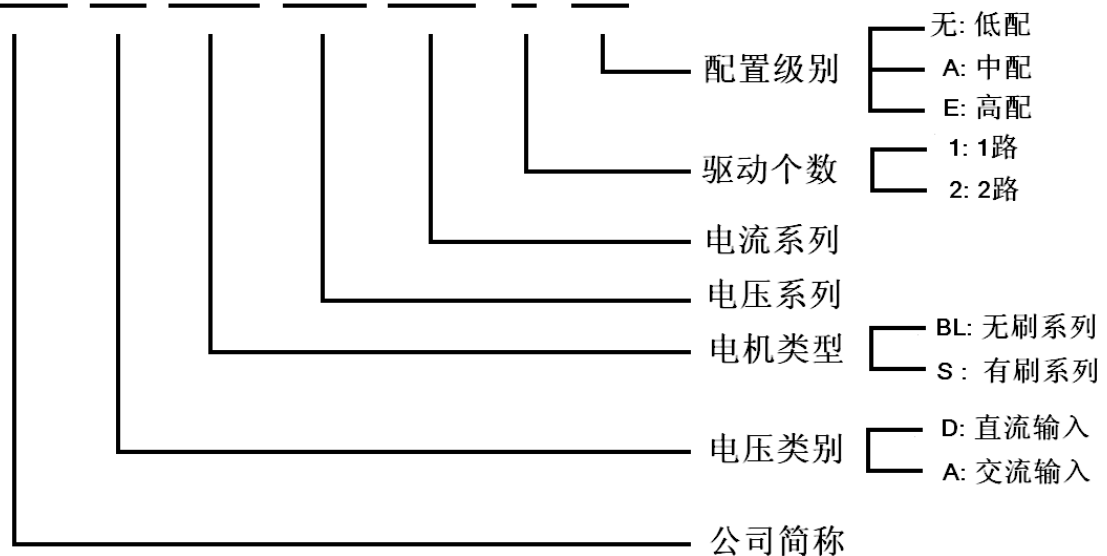 无: 低配
配置级别
A: 中配
E: 高配
1: 1路
驱动个数
2: 2路
电流系列
电压系列
BL: 无刷系列
电机类型
S : 有刷系列
D: 直流输入
电压类别
A: 交流输入
公司简称